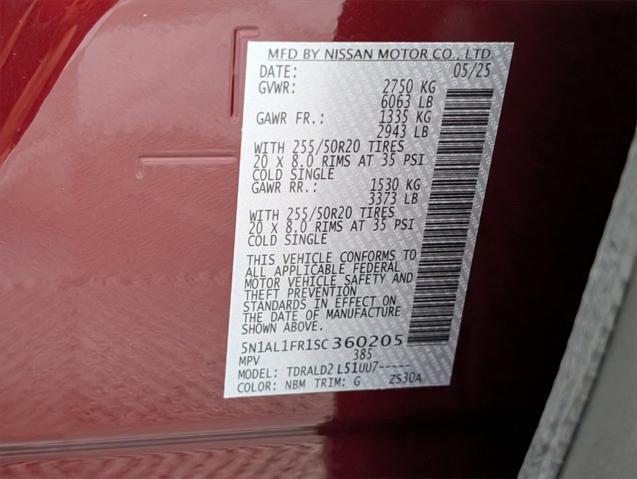 MFD BY NISSAN MOTOR CO., LTD.
DATE: 05/25
GVWR: 2750 KG
6063 LB
GAWR FR.: 1335 KG
2943 LB
WITH 255/50R20 TIRES
20 X 8.0 RIMS AT 35 PSI
COLD SINGLE
GAWR RR.: 1530 KG
3373 LB
WITH 255/50R20 TIRES
20 X 8.0 RIMS AT 35 PSI
COLD SINGLE
THIS VEHICLE CONFORMS TO
ALL APPLICABLE FEDERAL
MOTOR VEHICLE SAFETY AND
THEFT PREVENTION
STANDARDS IN EFFECT ON
THE DATE OF MANUFACTURE
SHOWN ABOVE.
5N1AL1FR1SC360205
MPV 385
MODEL: TDRALD2 L51UU7-----
COLOR: NBM TRIM: G ZS30A